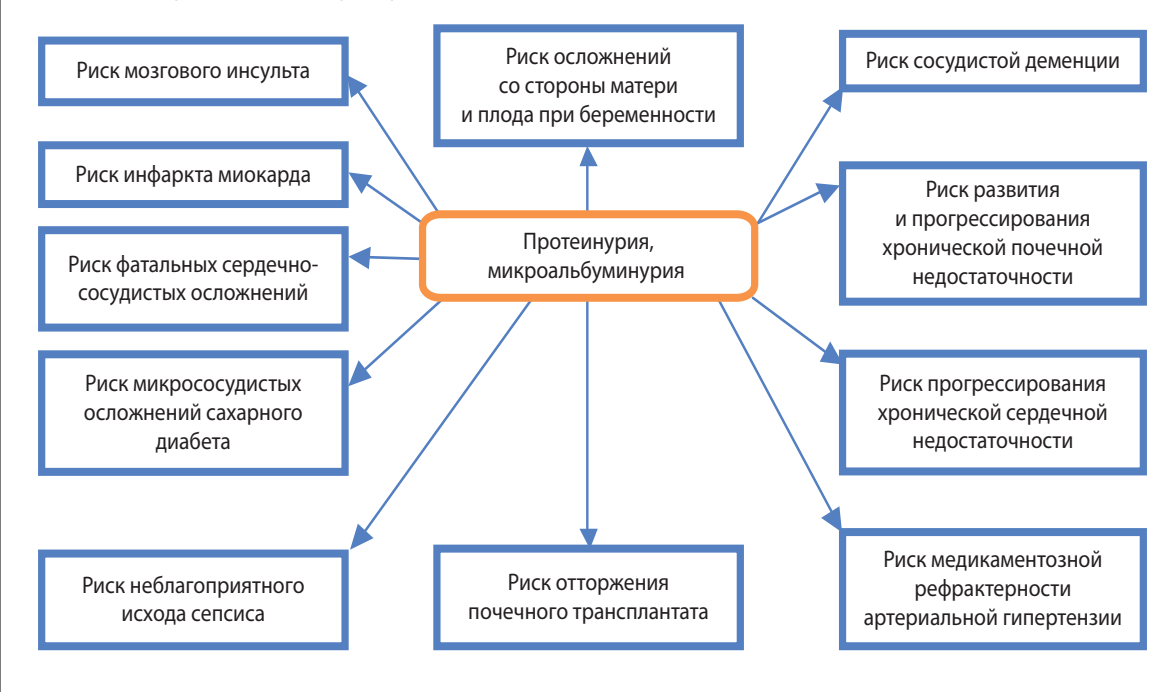 Риск мозгового инсульта
Риск осложнений
со стороны матери
и плода при беременности
Риск сосудистой деменции
Риск инфаркта миокарда
Риск развития
и прогрессирования
хронической почечной
недостаточности
Протеинурия,
микроальбуминурия
Риск фатальных сердечно-
сосудистых осложнений
Риск микрососудистых
осложнений сахарного
диабета
Риск прогрессирования
хронической сердечной
недостаточности
Риск неблагоприятного
исхода сепсиса
Риск отторжения
почечного трансплантата
Риск медикаментозной
рефрактерности
артериальной гипертензии